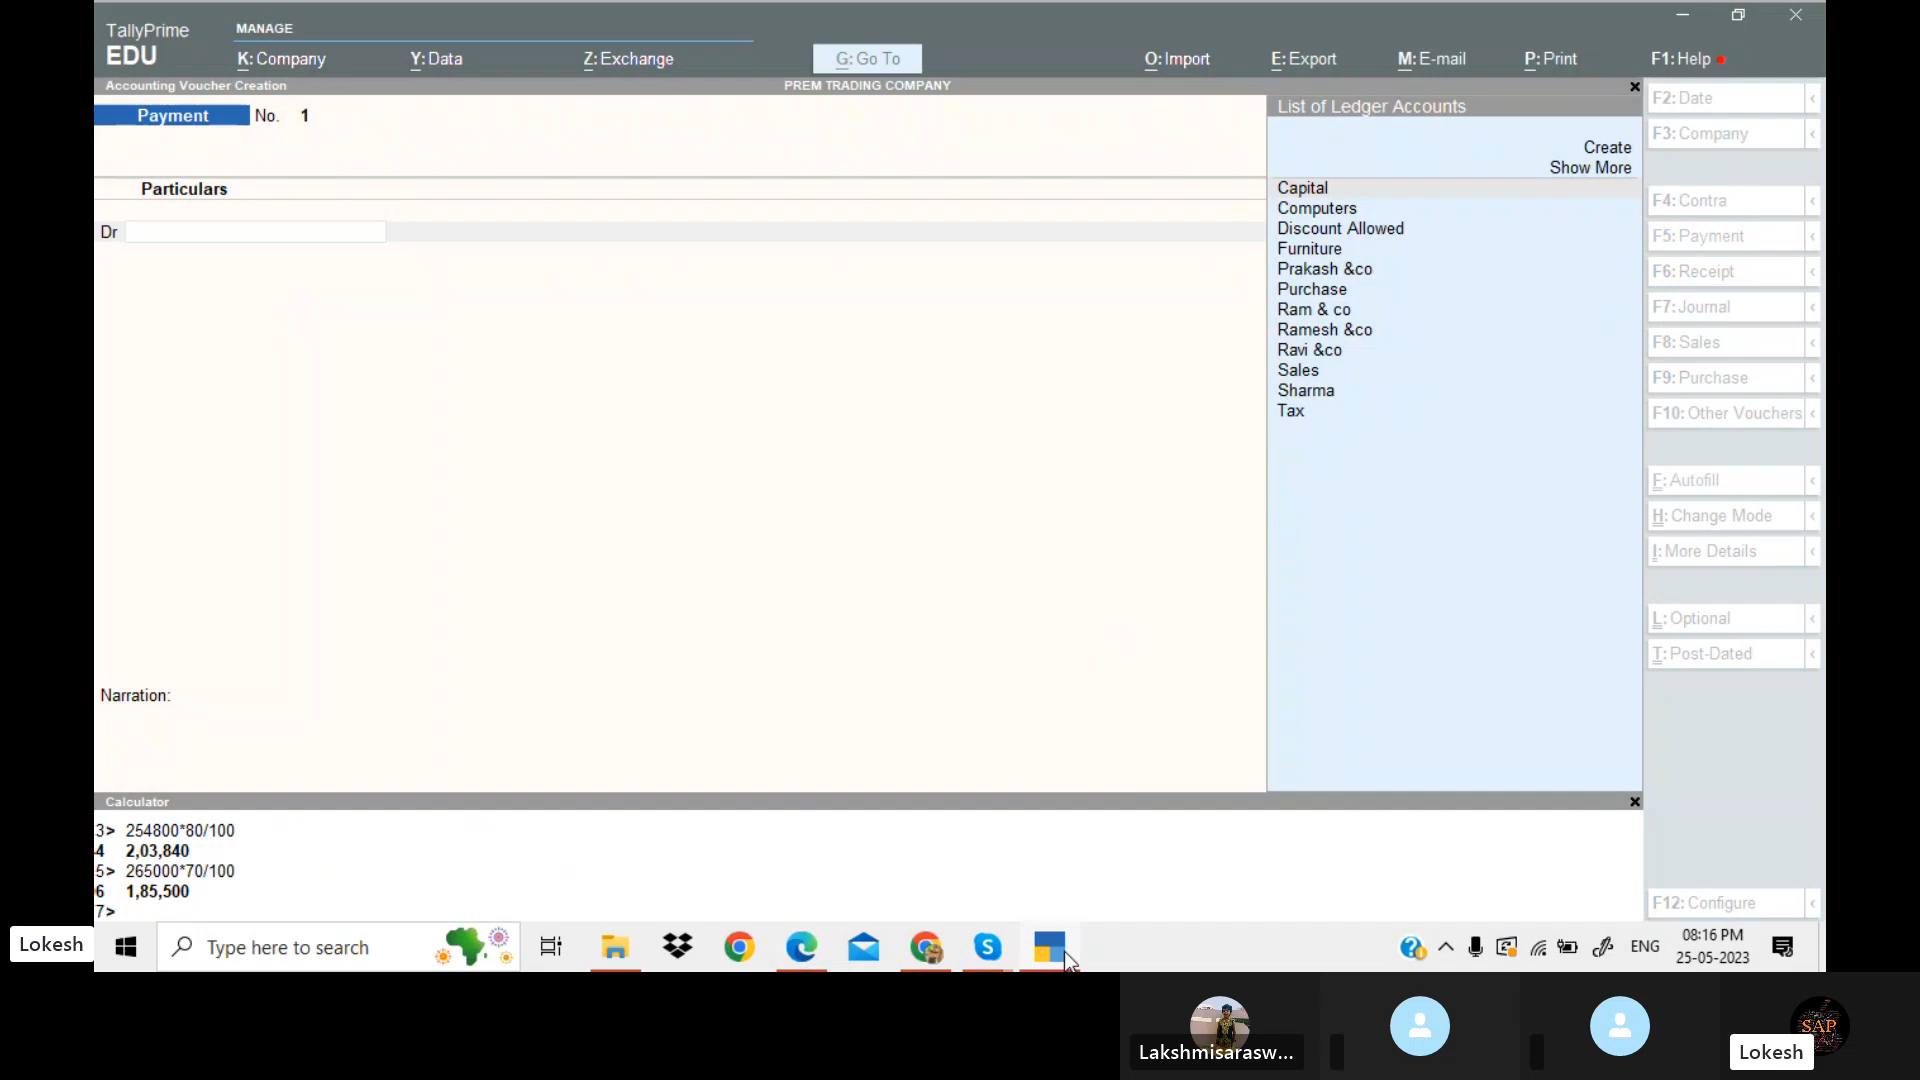 TallyPrime
EDU
MANAGE
K: Company
Y: Data
Z: Exchange
G: Go To
O: Import
E: Export
M: E-mail
P: Print
F1: Help
Accounting Voucher Creation
PREM TRADING COMPANY
Payment No. 1
Particulars
Dr
Narration:
List of Ledger Accounts
Create
Show More
Capital
Computers
Discount Allowed
Furniture
Prakash &co
Purchase
Ram & co
Ramesh &co
Ravi &co
Sales
Sharma
Tax
F2: Date
F3: Company
F4: Contra
F5: Payment
F6: Receipt
F7: Journal
F8: Sales
F9: Purchase
F10: Other Vouchers
F: Autofill
H: Change Mode
I: More Details
L: Optional
T: Post-Dated
F12: Configure
Calculator
3> 254800*80/100
4 2,03,840
5> 265000*70/100
6 1,85,500
7>
Lokesh
Type here to search
ENG
08:16 PM
25-05-2023
Lakshmisarasw...
SAP
Lokesh